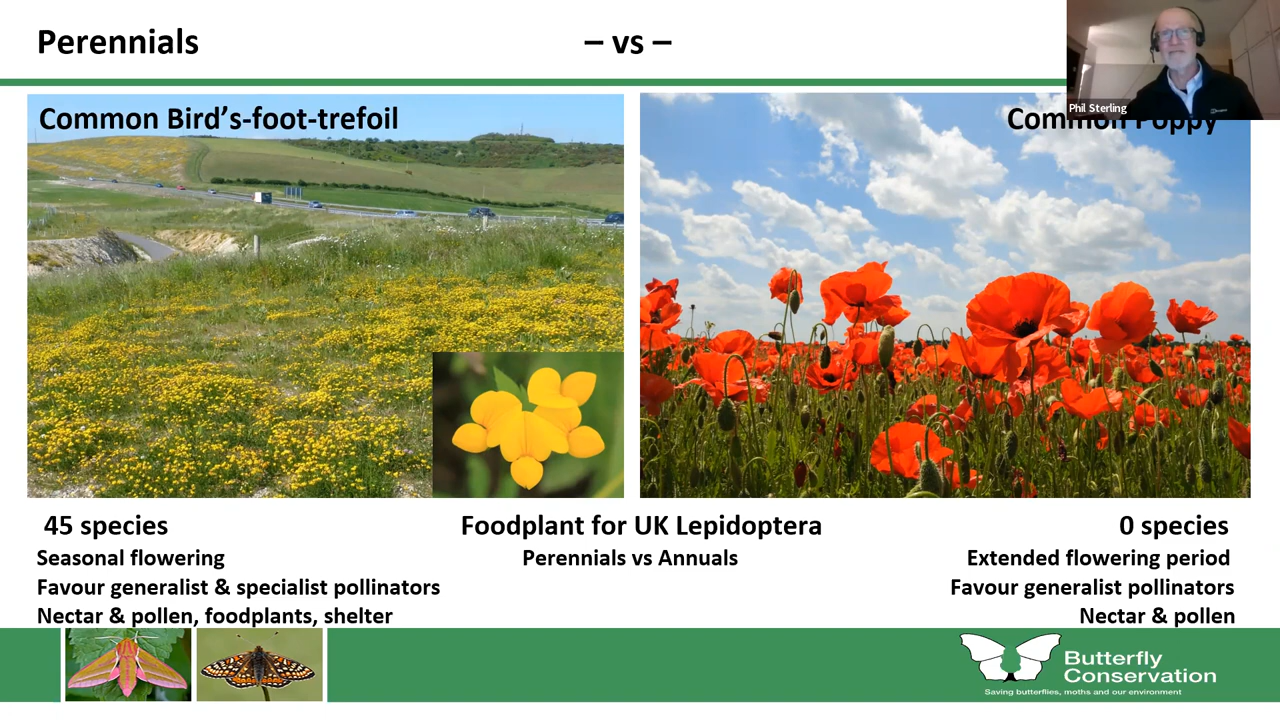 Perennials
– vs –
Phil Sterling
Common Bird's-foot-trefoil
Common Poppy
45 species
Foodplant for UK Lepidoptera
0 species
Seasonal flowering
Perennials vs Annuals
Extended flowering period
Favour generalist & specialist pollinators
Favour generalist pollinators
Nectar & pollen, foodplants, shelter
Nectar & pollen
Butterfly
Conservation
Saving butterflies, moths and our environment